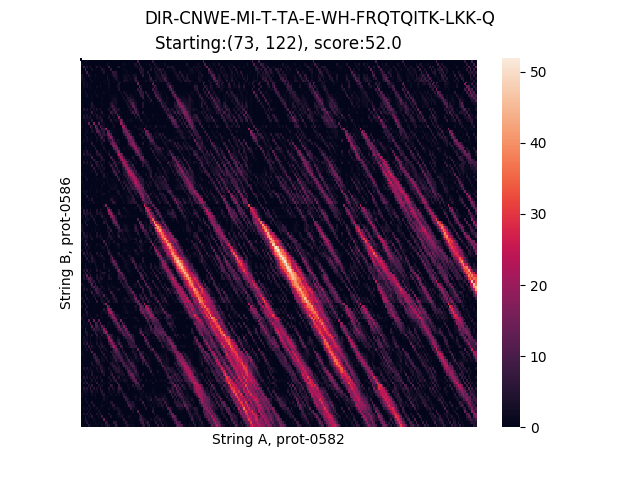 DIR-CNWE-MI-T-TA-E-WH-FRQTQITK-LKK-Q
Starting:(73, 122), score:52.0
String B, prot-0586
String A, prot-0582
50
40
30
20
10
0